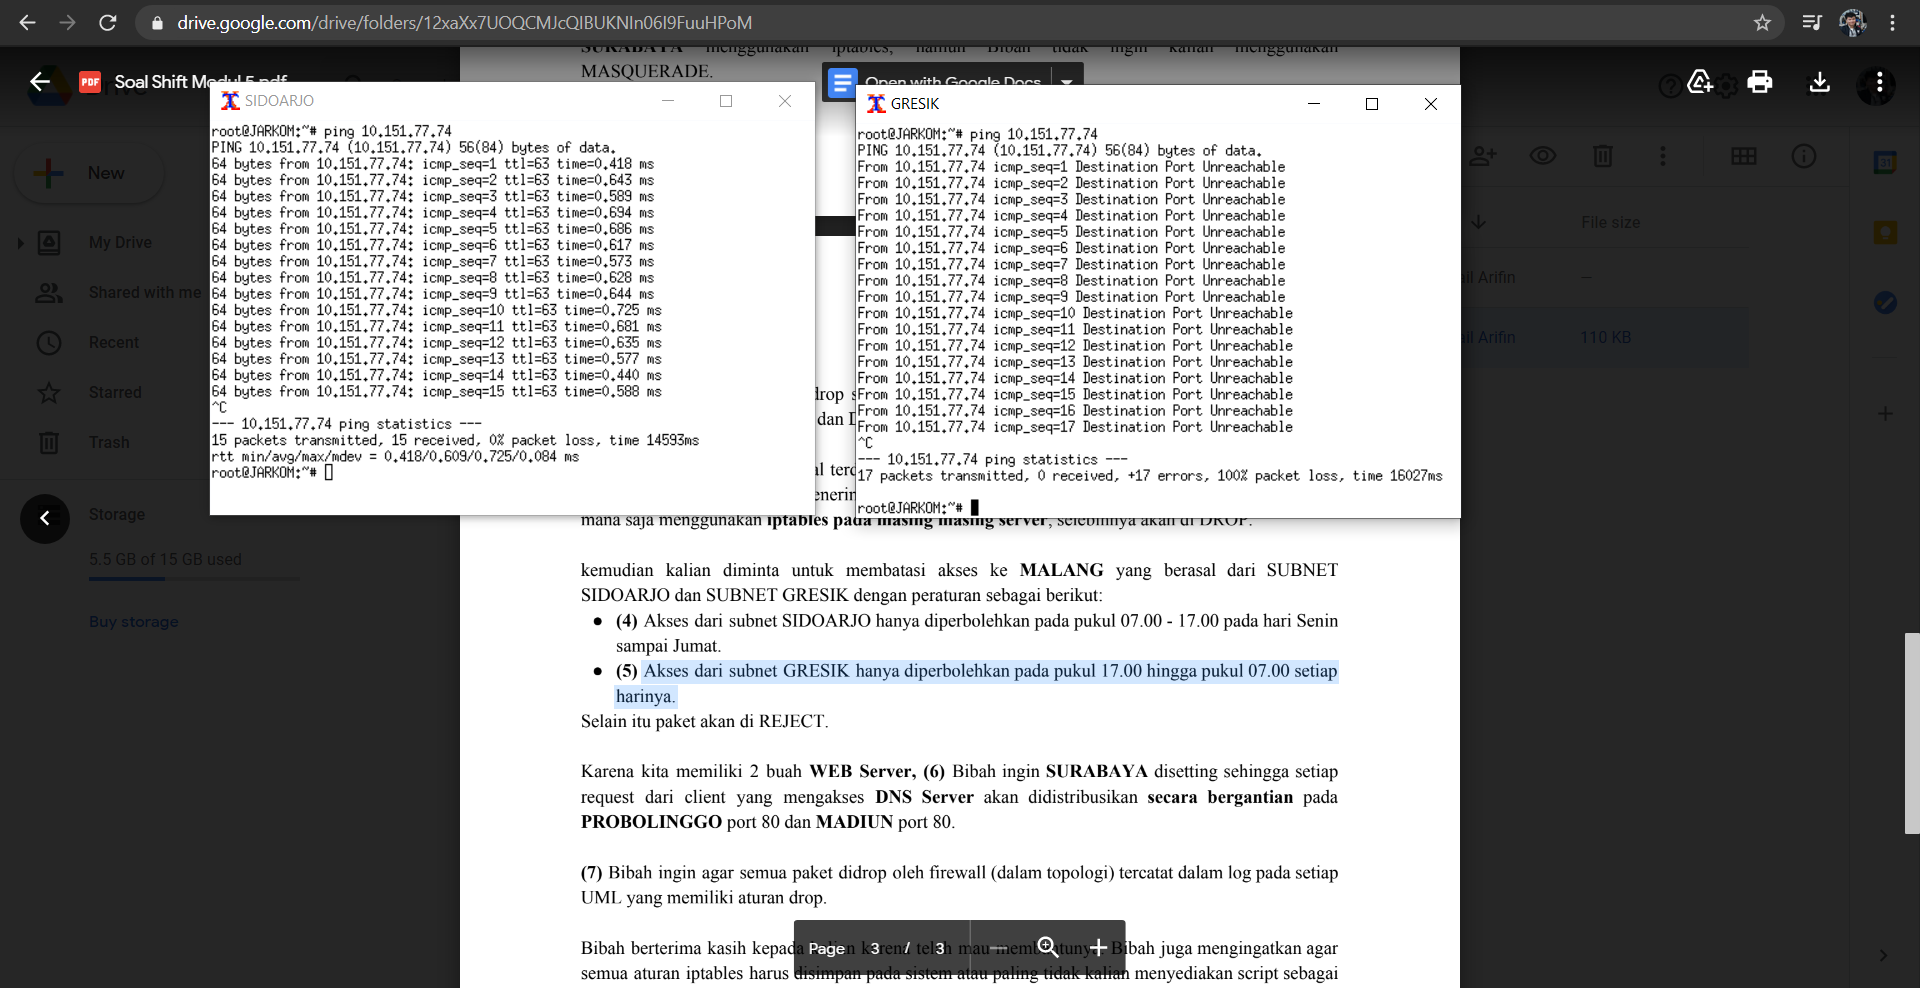 drive.google.com/drive/folders/12xaXx7UOQCMJcQIBUKNIn06I9FuuHPoM
SURABAYA menggunakan iptables, namun Bibah tidak ingin kalian menggunakan
MASQUERADE.
PDF
Soal Shift Modul 5.pdf
Open with Google Docs
New
My Drive
Shared with me
Recent
Starred
Trash
Storage
5.5 GB of 15 GB used
Buy storage
SIDOARJO
root@JARKOM:~# ping 10.151.77.74
PING 10.151.77.74 (10.151.77.74) 56(84) bytes of data.
64 bytes from 10.151.77.74: icmp_seq=1 ttl=63 time=0.418 ms
64 bytes from 10.151.77.74: icmp_seq=2 ttl=63 time=0.643 ms
64 bytes from 10.151.77.74: icmp_seq=3 ttl=63 time=0.589 ms
64 bytes from 10.151.77.74: icmp_seq=4 ttl=63 time=0.694 ms
64 bytes from 10.151.77.74: icmp_seq=5 ttl=63 time=0.686 ms
64 bytes from 10.151.77.74: icmp_seq=6 ttl=63 time=0.617 ms
64 bytes from 10.151.77.74: icmp_seq=7 ttl=63 time=0.573 ms
64 bytes from 10.151.77.74: icmp_seq=8 ttl=63 time=0.628 ms
64 bytes from 10.151.77.74: icmp_seq=9 ttl=63 time=0.644 ms
64 bytes from 10.151.77.74: icmp_seq=10 ttl=63 time=0.725 ms
64 bytes from 10.151.77.74: icmp_seq=11 ttl=63 time=0.681 ms
64 bytes from 10.151.77.74: icmp_seq=12 ttl=63 time=0.635 ms
64 bytes from 10.151.77.74: icmp_seq=13 ttl=63 time=0.577 ms
64 bytes from 10.151.77.74: icmp_seq=14 ttl=63 time=0.440 ms
64 bytes from 10.151.77.74: icmp_seq=15 ttl=63 time=0.588 ms
^C
--- 10.151.77.74 ping statistics ---
15 packets transmitted, 15 received, 0% packet loss, time 14593ms
rtt min/avg/max/mdev = 0.418/0.609/0.725/0.084 ms
root@JARKOM:~#
GRESIK
root@JARKOM:~# ping 10.151.77.74
PING 10.151.77.74 (10.151.77.74) 56(84) bytes of data.
From 10.151.77.74 icmp_seq=1 Destination Port Unreachable
From 10.151.77.74 icmp_seq=2 Destination Port Unreachable
From 10.151.77.74 icmp_seq=3 Destination Port Unreachable
From 10.151.77.74 icmp_seq=4 Destination Port Unreachable
From 10.151.77.74 icmp_seq=5 Destination Port Unreachable
From 10.151.77.74 icmp_seq=6 Destination Port Unreachable
From 10.151.77.74 icmp_seq=7 Destination Port Unreachable
From 10.151.77.74 icmp_seq=8 Destination Port Unreachable
From 10.151.77.74 icmp_seq=9 Destination Port Unreachable
From 10.151.77.74 icmp_seq=10 Destination Port Unreachable
From 10.151.77.74 icmp_seq=11 Destination Port Unreachable
From 10.151.77.74 icmp_seq=12 Destination Port Unreachable
From 10.151.77.74 icmp_seq=13 Destination Port Unreachable
From 10.151.77.74 icmp_seq=14 Destination Port Unreachable
From 10.151.77.74 icmp_seq=15 Destination Port Unreachable
From 10.151.77.74 icmp_seq=16 Destination Port Unreachable
From 10.151.77.74 icmp_seq=17 Destination Port Unreachable
^C
--- 10.151.77.74 ping statistics ---
17 packets transmitted, 0 received, +17 errors, 100% packet loss, time 16027ms
root@JARKOM:~#
File size
Arifin
—
Arifin
110 KB
31
drop
dan
mana saja menggunakan iptables pada masing masing server, selebihnya akan di DROP.
kemudian kalian diminta untuk membatasi akses ke MALANG yang berasal dari SUBNET
SIDOARJO dan SUBNET GRESIK dengan peraturan sebagai berikut:
● (4) Akses dari subnet SIDOARJO hanya diperbolehkan pada pukul 07.00 - 17.00 pada hari Senin
sampai Jumat.
● (5) Akses dari subnet GRESIK hanya diperbolehkan pada pukul 17.00 hingga pukul 07.00 setiap
harinya.
Selain itu paket akan di REJECT.
Karena kita memiliki 2 buah WEB Server, (6) Bibah ingin SURABAYA disetting sehingga setiap
request dari client yang mengakses DNS Server akan didistribusikan secara bergantian pada
PROBOLINGGO port 80 dan MADIUN port 80.
(7) Bibah ingin agar semua paket didrop oleh firewall (dalam topologi) tercatat dalam log pada setiap
UML yang memiliki aturan drop.
Bibah berterima kasih kepada kalian karena telah mau membantunya. Bibah juga mengingatkan agar
semua aturan iptables harus disimpan pada sistem atau paling tidak kalian menyediakan script sebagai
Page 3 / 3